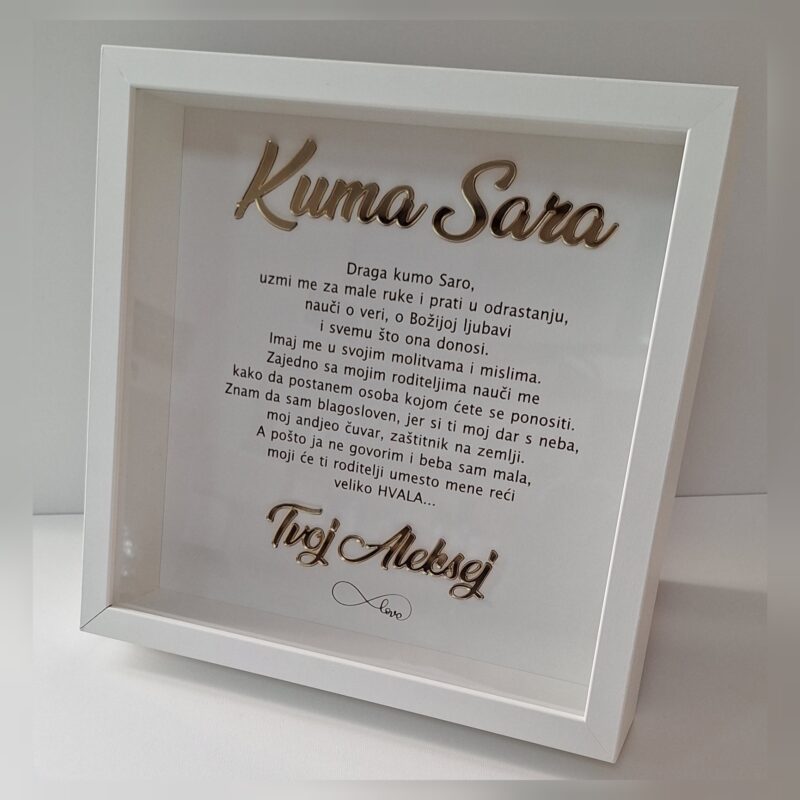 Kuma Sara
Draga kumo Saro,
uzmi me za male ruke i prati u odrastanju,
nauči o veri, o Božijoj ljubavi
i svemu što ona donosi.
Imaj me u svojim molitvama i mislima.
Zajedno sa mojim roditeljima nauči me
kako da postanem osoba kojom ćete se ponositi.
Znam da sam blagosloven, jer si ti moj dar s neba,
moj andjeo čuvar, zaštitnik na zemlji.
A pošto ja ne govorim i beba sam mala,
moji će ti roditelji umesto mene reći
veliko HVALA...
Tvoj Aleksej
love